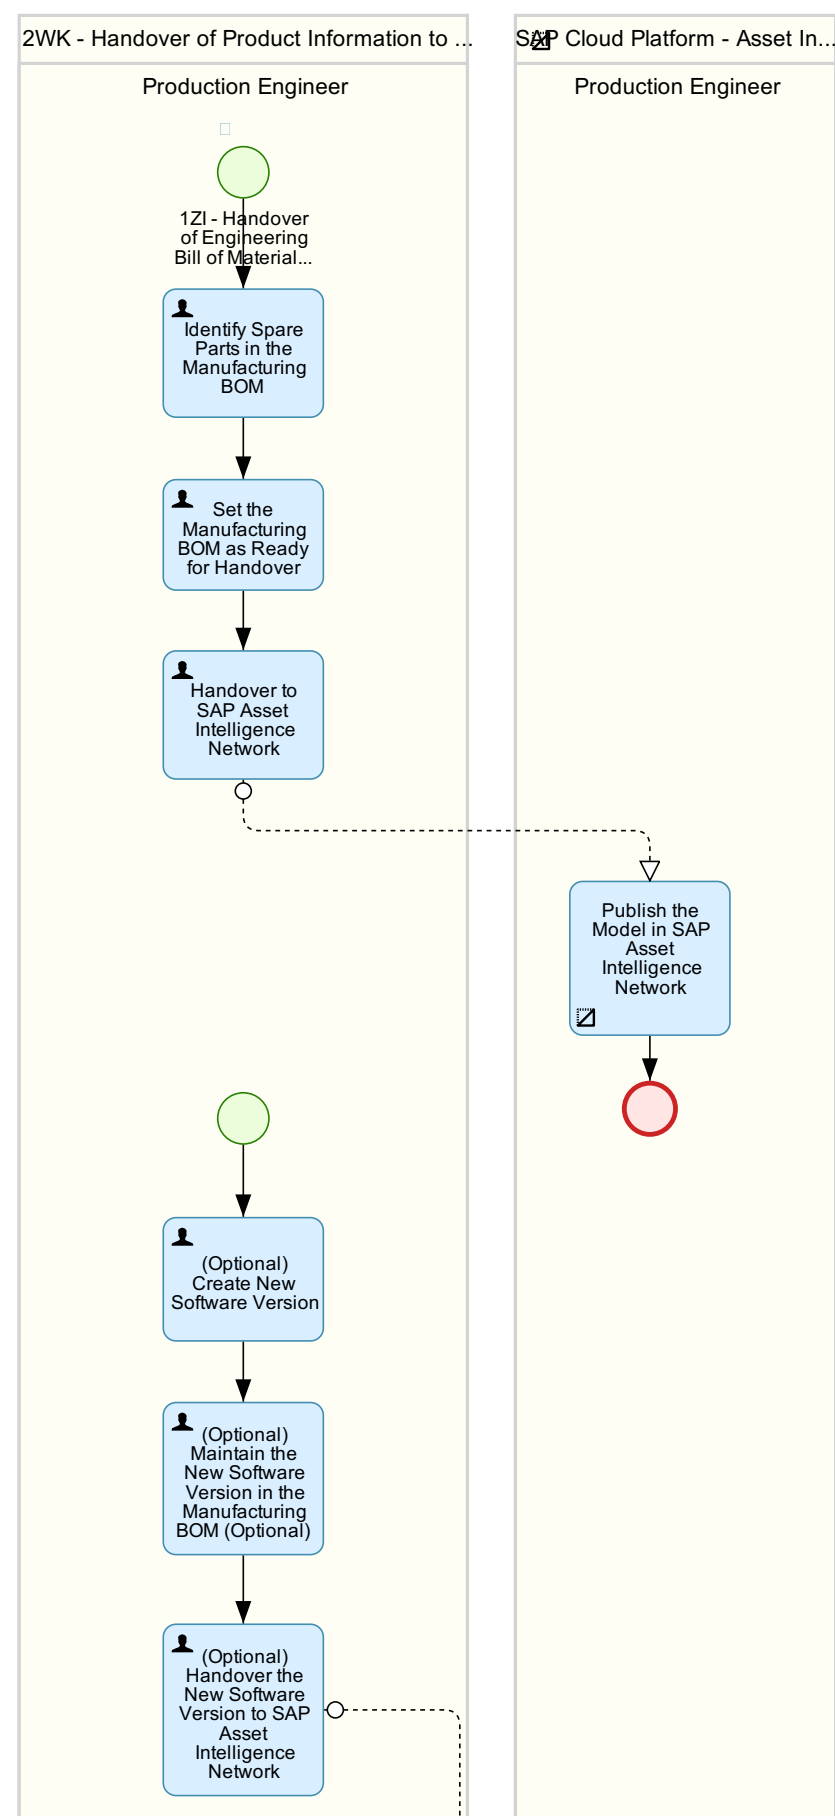 2WK - Handover of Product Information to ...
SAP Cloud Platform - Asset In...
Production Engineer
Production Engineer
1ZI - Handover
of Engineering
Bill of Material...
Identify Spare
Parts in the
Manufacturing
BOM
Set the
Manufacturing
BOM as Ready
for Handover
Handover to
SAP Asset
Intelligence
Network
Publish the
Model in SAP
Asset
Intelligence
Network
(Optional)
Create New
Software Version
(Optional)
Maintain the
New Software
Version in the
Manufacturing
BOM (Optional)
(Optional)
Handover the
New Software
Version to SAP
Asset
Intelligence
Network